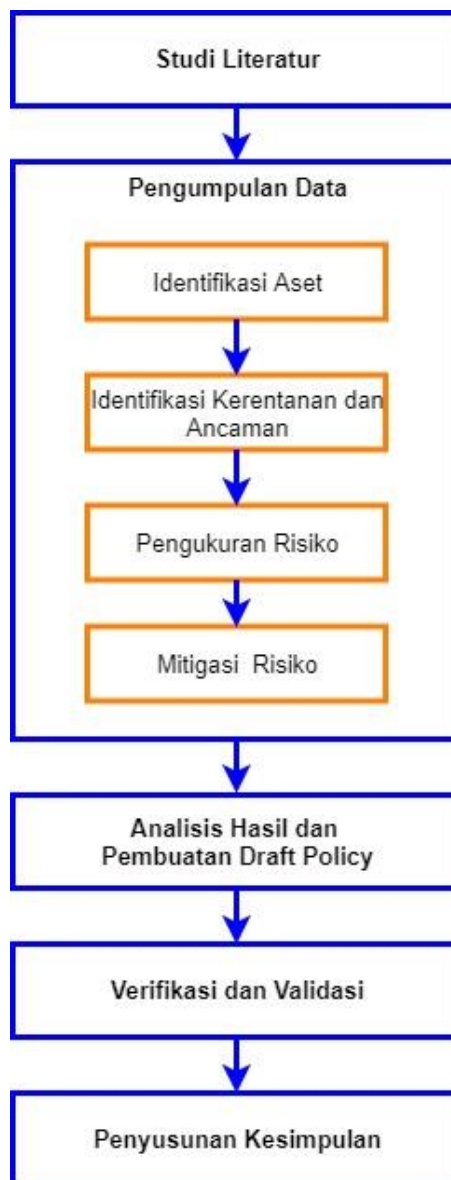 Studi Literatur
Pengumpulan Data
Identifikasi Aset
Identifikasi Kerentanan dan
Ancaman
Pengukuran Risiko
Mitigasi Risiko
Analisis Hasil dan
Pembuatan Draft Policy
Verifikasi dan Validasi
Penyusunan Kesimpulan